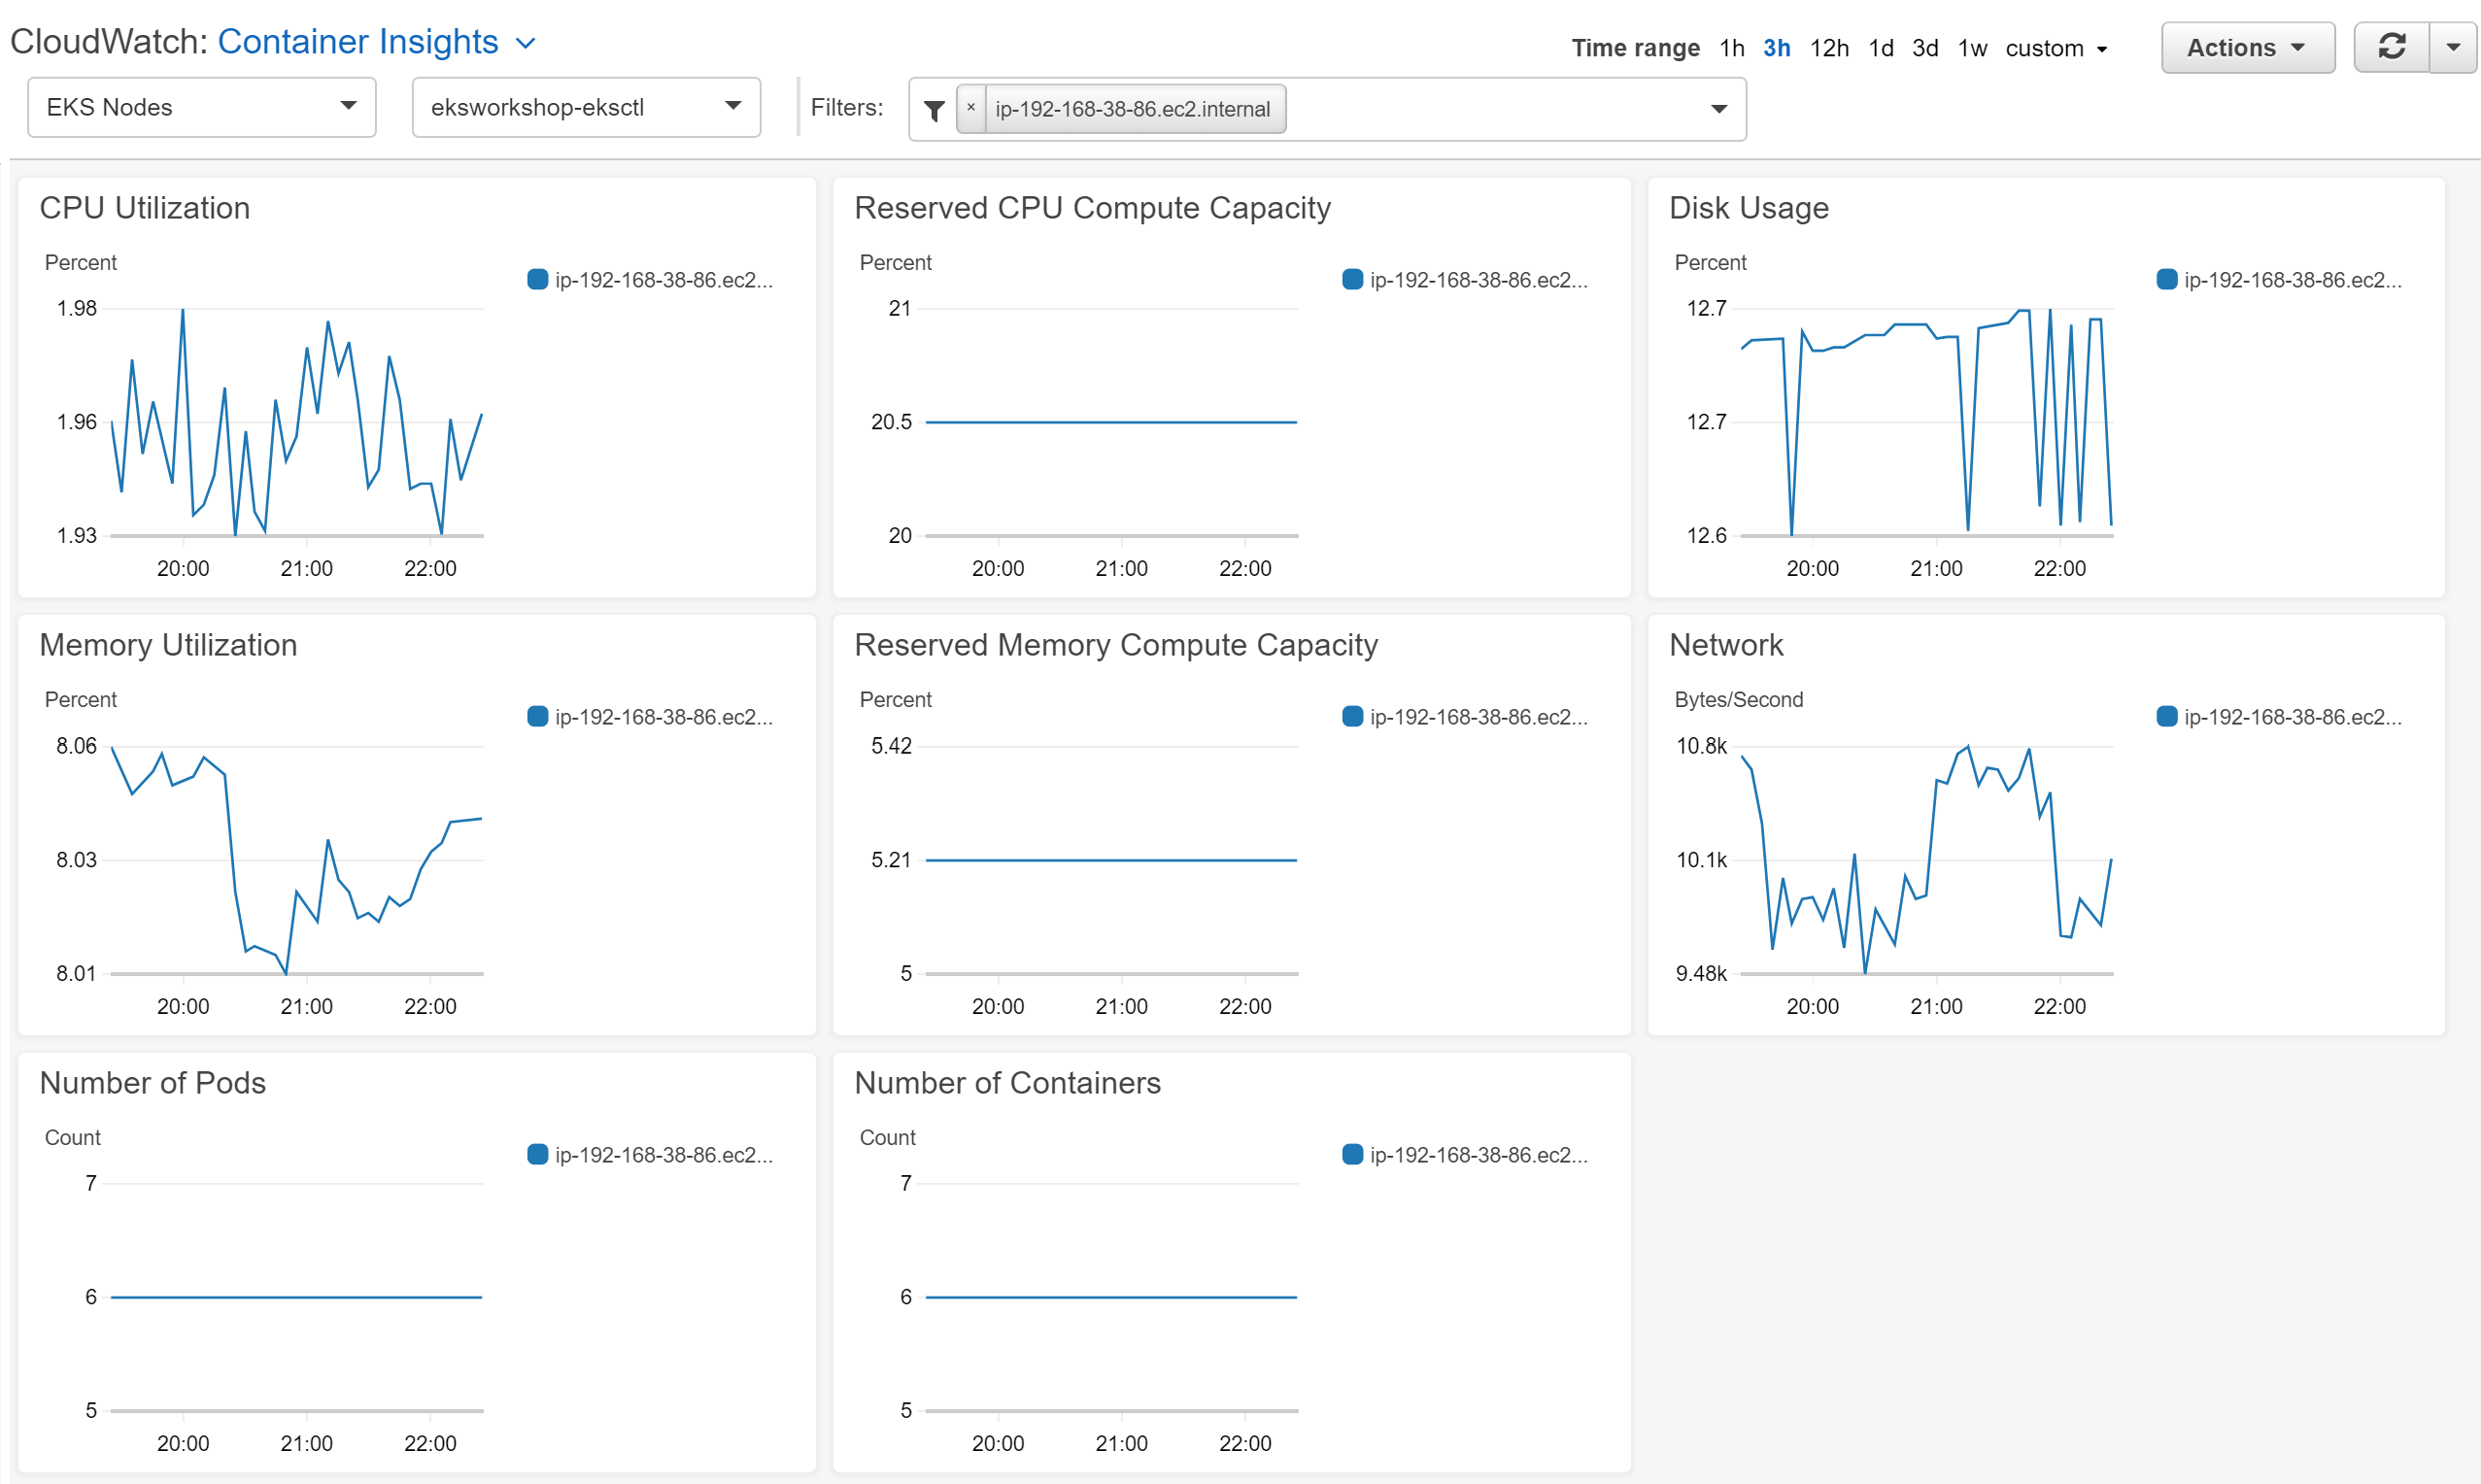 CloudWatch: Container Insights
Time range 1h 3h 12h 1d 3d 1w custom
Actions
EKS Nodes
eksworkshop-eksctl
Filters:
× ip-192-168-38-86.ec2.internal
CPU Utilization
Percent
ip-192-168-38-86.ec2...
1.98
1.96
1.93
20:00 21:00 22:00
Reserved CPU Compute Capacity
Percent
ip-192-168-38-86.ec2...
21
20.5
20
20:00 21:00 22:00
Disk Usage
Percent
ip-192-168-38-86.ec2...
12.7
12.7
12.6
20:00 21:00 22:00
Memory Utilization
Percent
ip-192-168-38-86.ec2...
8.06
8.03
8.01
20:00 21:00 22:00
Reserved Memory Compute Capacity
Percent
ip-192-168-38-86.ec2...
5.42
5.21
5
20:00 21:00 22:00
Network
Bytes/Second
ip-192-168-38-86.ec2...
10.8k
10.1k
9.48k
20:00 21:00 22:00
Number of Pods
Count
ip-192-168-38-86.ec2...
7
6
5
20:00 21:00 22:00
Number of Containers
Count
ip-192-168-38-86.ec2...
7
6
5
20:00 21:00 22:00